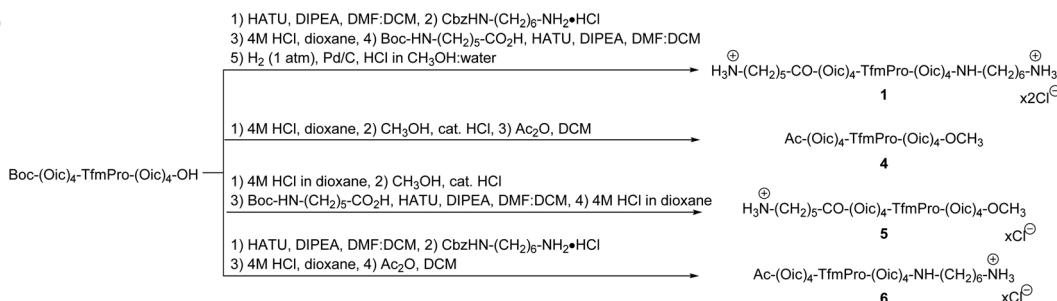 1) HATU, DIPEA, DMF:DCM, 2) CbzHN-(CH₂)₆-NH₂•HCl
3) 4M HCl, dioxane, 4) Boc-HN-(CH₂)₅-CO₂H, HATU, DIPEA, DMF:DCM
5) H₂ (1 atm), Pd/C, HCl in CH₃OH:water
H₃N⊕-(CH₂)₅-CO-(Oic)₄-TfmPro-(Oic)₄-NH-(CH₂)₆-NH₃⊕
1
x2Cl⊖
1) 4M HCl, dioxane, 2) CH₃OH, cat. HCl, 3) Ac₂O, DCM
Ac-(Oic)₄-TfmPro-(Oic)₄-OCH₃
4
Boc-(Oic)₄-TfmPro-(Oic)₄-OH
1) 4M HCl in dioxane, 2) CH₃OH, cat. HCl
3) Boc-HN-(CH₂)₅-CO₂H, HATU, DIPEA, DMF:DCM, 4) 4M HCl in dioxane
H₃N⊕-(CH₂)₅-CO-(Oic)₄-TfmPro-(Oic)₄-OCH₃
5
xCl⊖
1) HATU, DIPEA, DMF:DCM, 2) CbzHN-(CH₂)₆-NH₂•HCl
3) 4M HCl, dioxane, 4) Ac₂O, DCM
Ac-(Oic)₄-TfmPro-(Oic)₄-NH-(CH₂)₆-NH₃⊕
6
xCl⊖